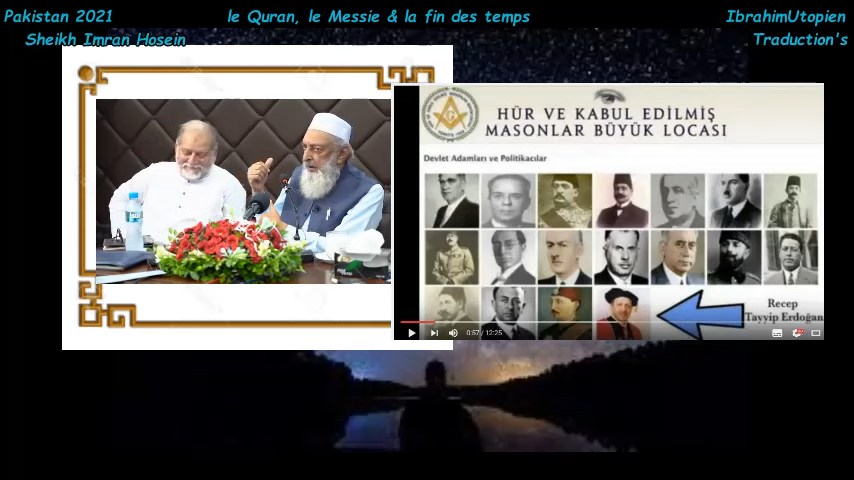 Pakistan 2021
le Quran, le Messie & la fin des temps
IbrahimUtopien
Sheikh Imran Hosein
Traduction's
HÜR VE KABUL EDİLMİŞ
MASONLAR BÜYÜK LOCASI
Devlet Adamları ve Politikacılar
Recep
Tayyip Erdoğan
0:57 / 12:25